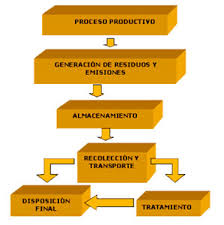 PROCESO PRODUCTIVO
GENERACIÓN DE RESIDUOS Y
EMISIONES
ALMACENAMIENTO
RECOLECCIÓN Y
TRANSPORTE
DISPOSICIÓN
FINAL
TRATAMIENTO